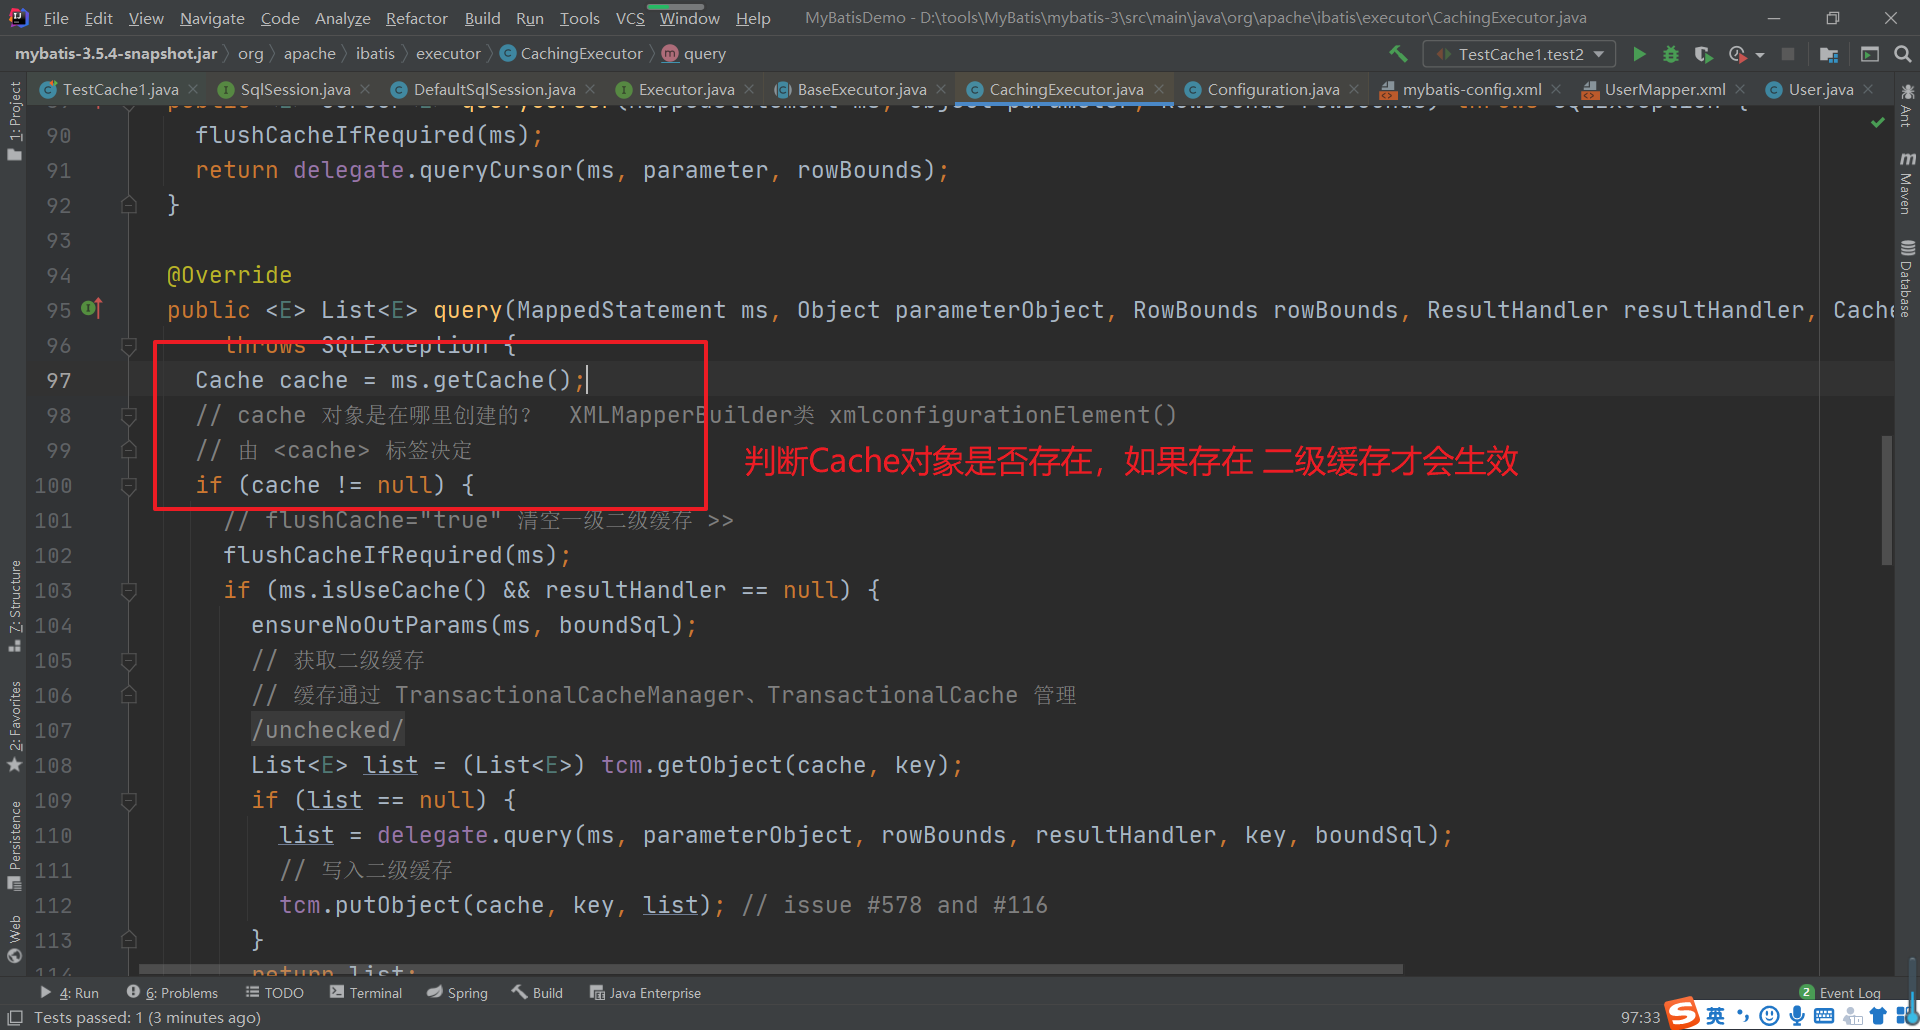 File Edit View Navigate Code Analyze Refactor Build Run Tools VCS Window Help MyBatisDemo - D:\tools\MyBatis\mybatis-3\src\main\java\org\apache\ibatis\executor\CachingExecutor.java
mybatis-3.5.4-snapshot.jar org apache ibatis executor CachingExecutor query TestCache1.test2
TestCache1.java SqlSession.java DefaultSqlSession.java Executor.java BaseExecutor.java CachingExecutor.java Configuration.java mybatis-config.xml UserMapper.xml User.java
90 flushCacheIfRequired(ms);
91 return delegate.queryCursor(ms, parameter, rowBounds);
92 }
93
94 @Override
95 public <E> List<E> query(MappedStatement ms, Object parameterObject, RowBounds rowBounds, ResultHandler resultHandler, Cache
96 throws SQLException {
97 Cache cache = ms.getCache();
98 // cache 对象是在哪里创建的？ XMLMapperBuilder类 xmlconfigurationElement()
99 // 由 <cache> 标签决定
判断Cache对象是否存在，如果存在 二级缓存才会生效
100 if (cache != null) {
101 // flushCache="true" 清空一级二级缓存 >>
102 flushCacheIfRequired(ms);
103 if (ms.isUseCache() && resultHandler == null) {
104 ensureNoOutParams(ms, boundSql);
105 // 获取二级缓存
106 // 缓存通过 TransactionalCacheManager、TransactionalCache 管理
107 /unchecked/
108 List<E> list = (List<E>) tcm.getObject(cache, key);
109 if (list == null) {
110 list = delegate.query(ms, parameterObject, rowBounds, resultHandler, key, boundSql);
111 // 写入二级缓存
112 tcm.putObject(cache, key, list); // issue #578 and #116
113 }
114 return list;
1: Project
7: Structure
2: Favorites
Persistence
Web
Ant
Maven
Database
4: Run 6: Problems TODO Terminal Spring Build Java Enterprise 2 Event Log
Tests passed: 1 (3 minutes ago) 97:33 英